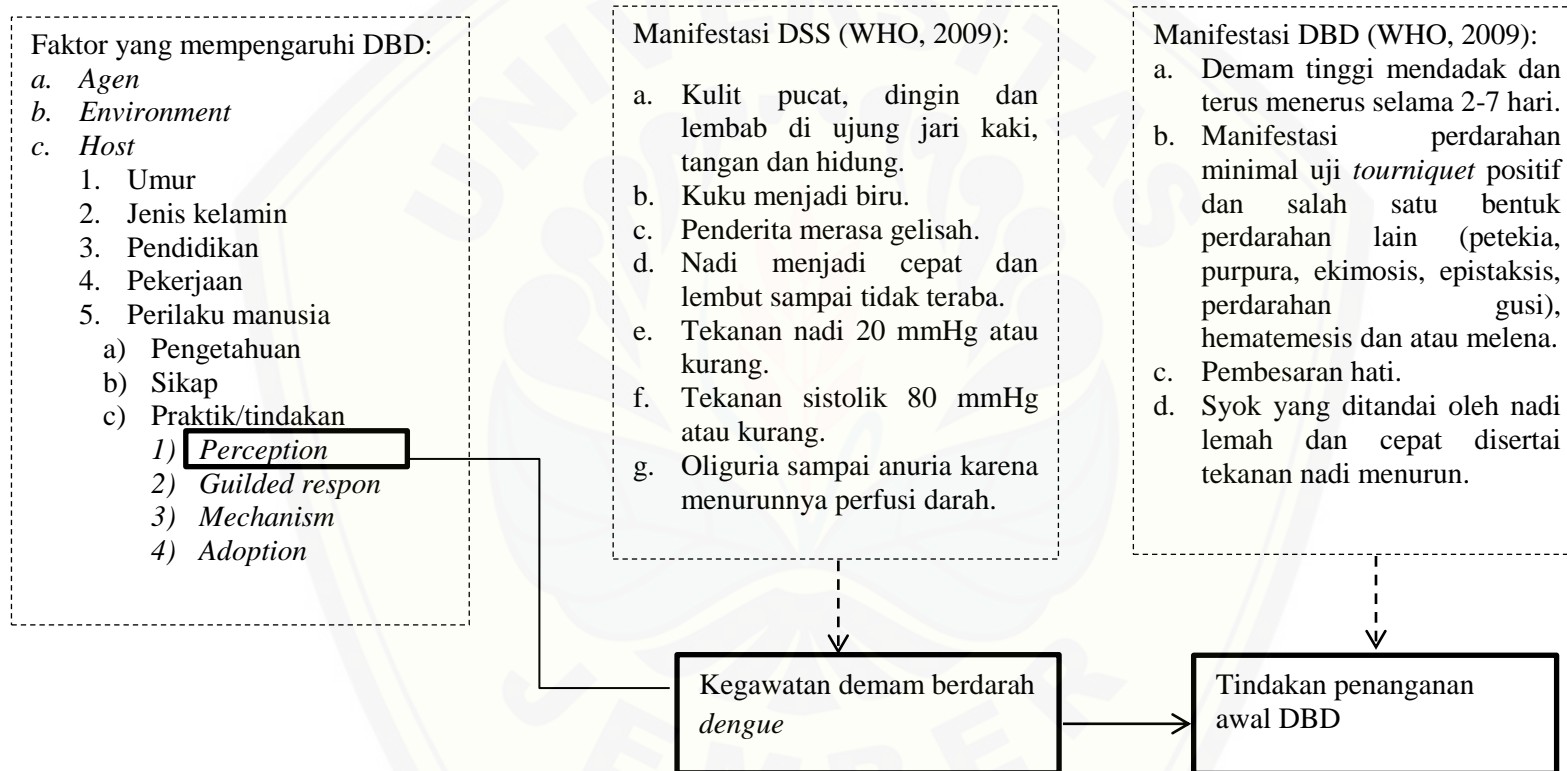 Faktor yang mempengaruhi DBD:
a. Agen
b. Environment
c. Host
1. Umur
2. Jenis kelamin
3. Pendidikan
4. Pekerjaan
5. Perilaku manusia
a) Pengetahuan
b) Sikap
c) Praktik/tindakan
1) Perception
2) Guilded respon
3) Mechanism
4) Adoption
Manifestasi DSS (WHO, 2009):
a. Kulit pucat, dingin dan
lembab di ujung jari kaki,
tangan dan hidung.
b. Kuku menjadi biru.
c. Penderita merasa gelisah.
d. Nadi menjadi cepat dan
lembut sampai tidak teraba.
e. Tekanan nadi 20 mmHg atau
kurang.
f. Tekanan sistolik 80 mmHg
atau kurang.
g. Oliguria sampai anuria karena
menurunnya perfusi darah.
Manifestasi DBD (WHO, 2009):
a. Demam tinggi mendadak dan
terus menerus selama 2-7 hari.
b. Manifestasi perdarahan
minimal uji tourniquet positif
dan salah satu bentuk
perdarahan lain (petekia,
purpura, ekimosis, epistaksis,
perdarahan gusi),
hematemesis dan atau melena.
c. Pembesaran hati.
d. Syok yang ditandai oleh nadi
lemah dan cepat disertai
tekanan nadi menurun.
Kegawatan demam berdarah
dengue
Tindakan penanganan
awal DBD
UNIVERSITAS
JEMBER